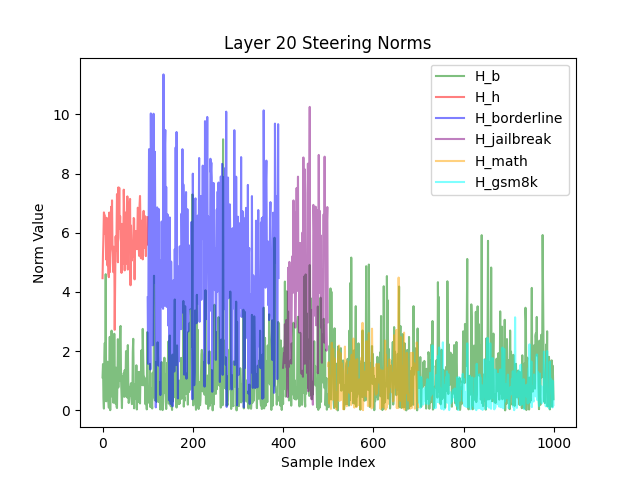 Layer 20 Steering Norms
H_b
H_h
H_borderline
H_jailbreak
H_math
H_gsm8k
Norm Value
10
8
6
4
2
0
0
200
400
600
800
1000
Sample Index